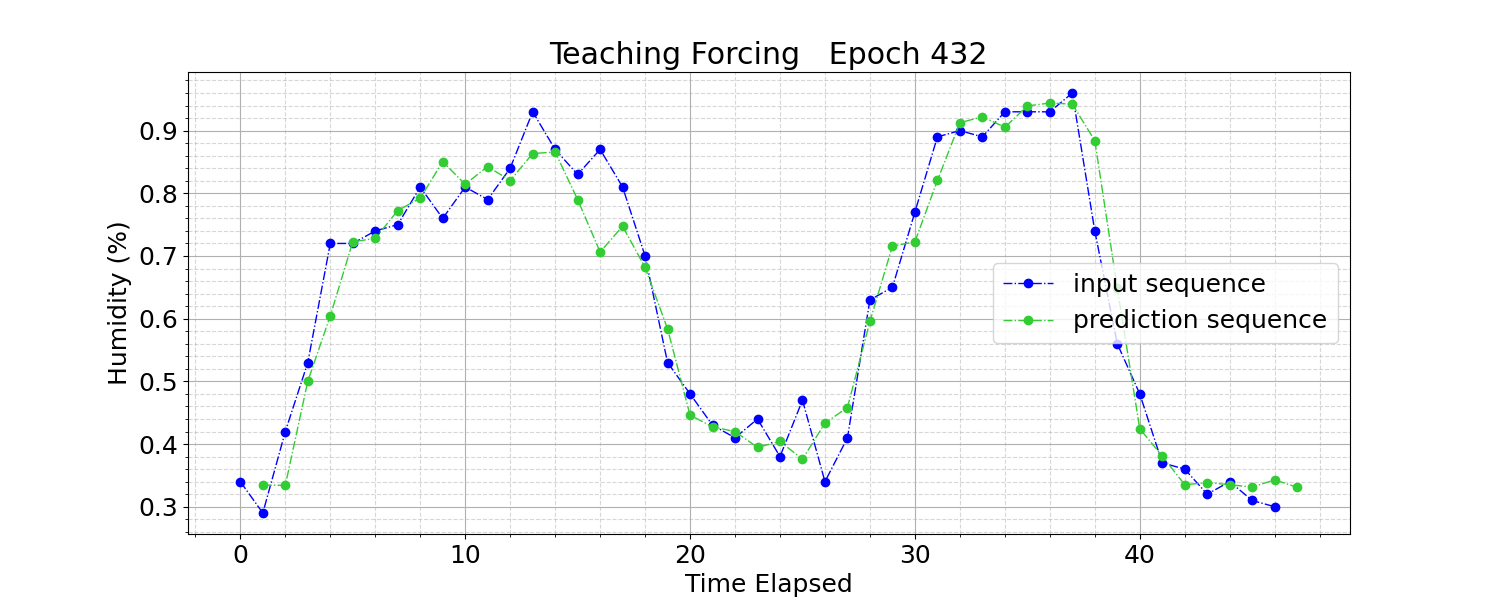 Teaching Forcing   Epoch 432
Humidity (%)
0.9
0.8
0.7
0.6
0.5
0.4
0.3
input sequence
prediction sequence
0 10 20 30 40
Time Elapsed